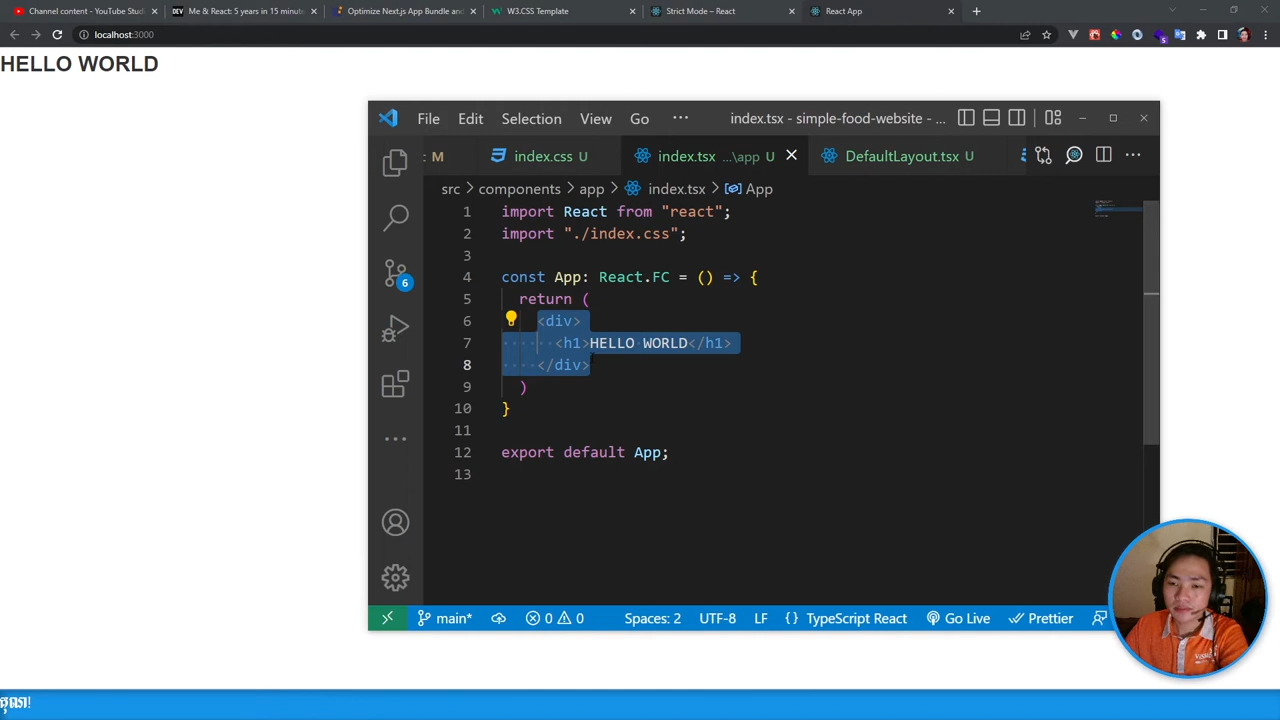 Channel content - YouTube Stud
DEV Me & React: 5 years in 15 minute
Optimize Next.js App Bundle and
W3.CSS Template
Strict Mode – React
React App
localhost:3000
HELLO WORLD
File Edit Selection View Go ··· index.tsx - simple-food-website - ...
M index.css U index.tsx ...\app U DefaultLayout.tsx U
src > components > app > index.tsx > App
1 import React from "react";
2 import "./index.css";
3
4 const App: React.FC = () => {
5 return (
6 <div>
7 <h1>HELLO WORLD</h1>
8 </div>
9 )
10 }
11
12 export default App;
13
6
main* 0 0 Spaces: 2 UTF-8 LF {} TypeScript React Go Live Prettier